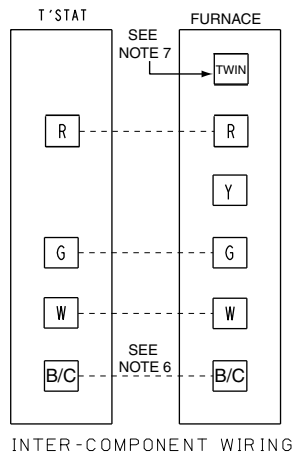 T'STAT
FURNACE
SEE
NOTE 7
TWIN
R
R
Y
G
G
W
W
SEE
NOTE 6
B/C
B/C
INTER-COMPONENT WIRING